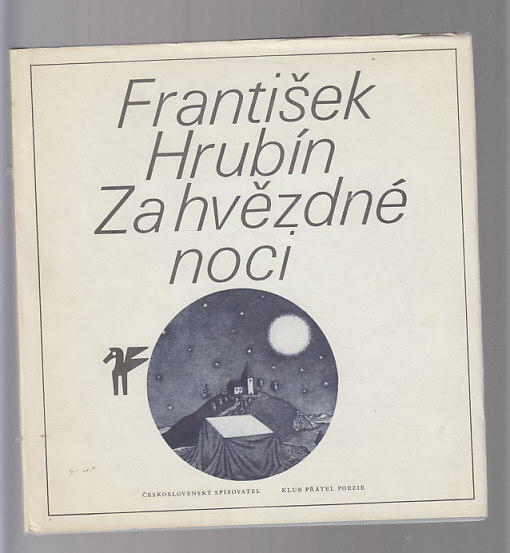 František
Hrubín
Za hvězdné
noci
ČESKOSLOVENSKÝ SPISOVATEL KLUB PŘÁTEL POEZIE